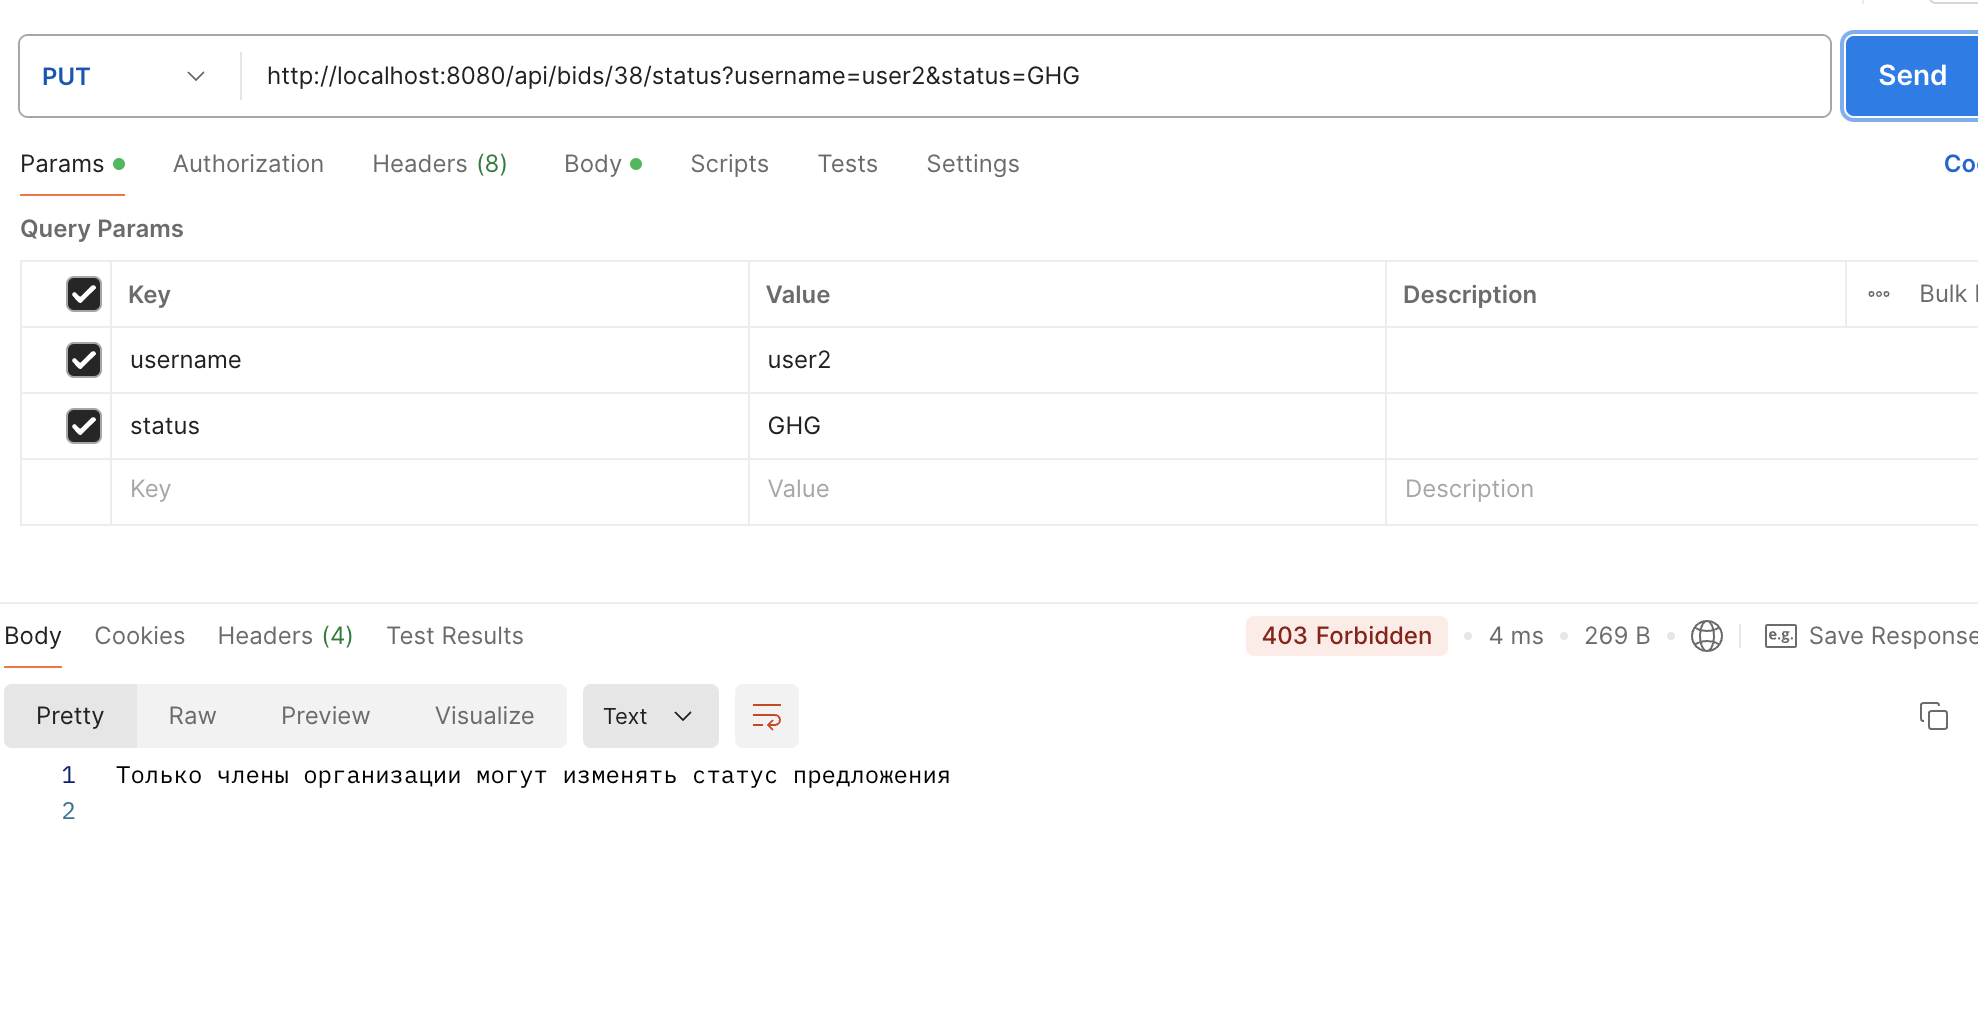 PUT http://localhost:8080/api/bids/38/status?username=user2&status=GHG Send
Params Authorization Headers (8) Body Scripts Tests Settings
Query Params
Key Value Description Bulk
username user2
status GHG
Key Value Description
Body Cookies Headers (4) Test Results 403 Forbidden 4 ms 269 B e.g. Save Response
Pretty Raw Preview Visualize Text
1 Только члены организации могут изменять статус предложения
2